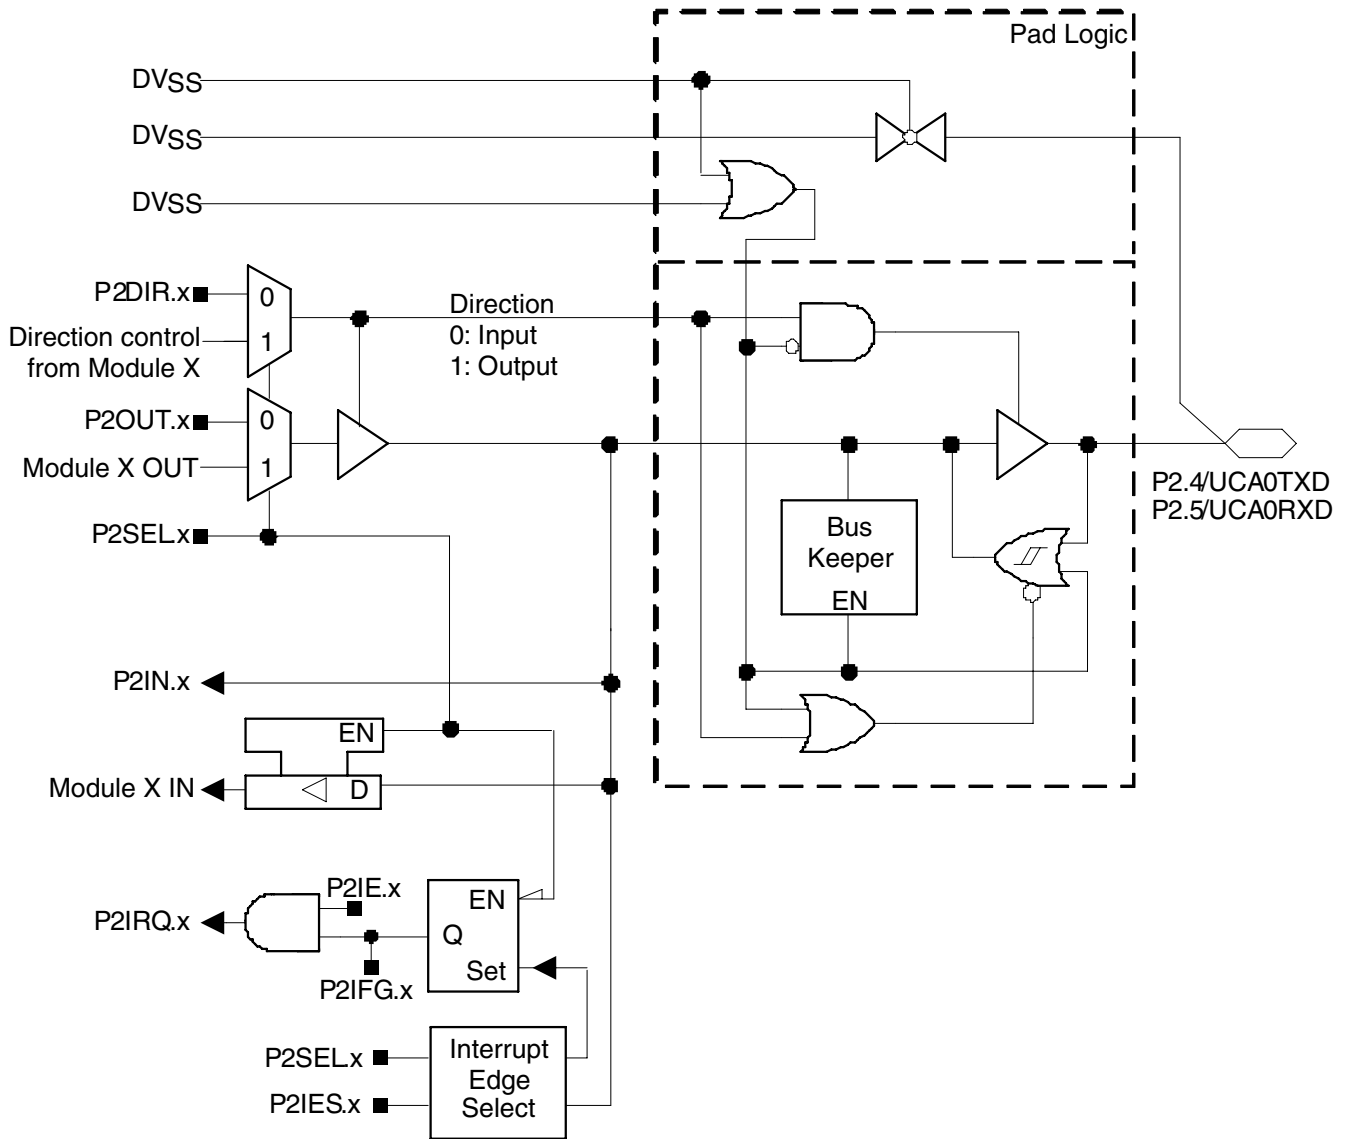 Pad Logic
DVSS
DVSS
DVSS
P2DIR.x
0
1
Direction control
from Module X
Direction
0: Input
1: Output
P2OUT.x
0
1
Module X OUT
P2SEL.x
P2.4/UCA0TXD
P2.5/UCA0RXD
Bus
Keeper
EN
P2IN.x
EN
Module X IN
D
P2IE.x
EN
P2IRQ.x
Q
Set
P2IFG.x
P2SEL.x
Interrupt
Edge
Select
P2IES.x